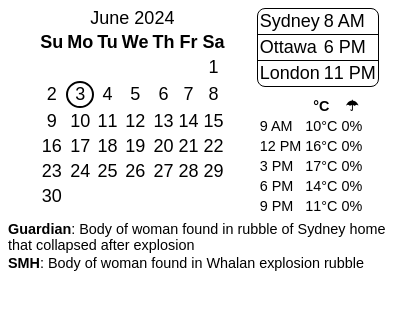 June 2024
Su Mo Tu We Th Fr Sa
1
2 3 4 5 6 7 8
9 10 11 12 13 14 15
16 17 18 19 20 21 22
23 24 25 26 27 28 29
30
Sydney 8 AM
Ottawa 6 PM
London 11 PM
°C ☂
9 AM 10°C 0%
12 PM 16°C 0%
3 PM 17°C 0%
6 PM 14°C 0%
9 PM 11°C 0%
Guardian: Body of woman found in rubble of Sydney home
that collapsed after explosion
SMH: Body of woman found in Whalan explosion rubble